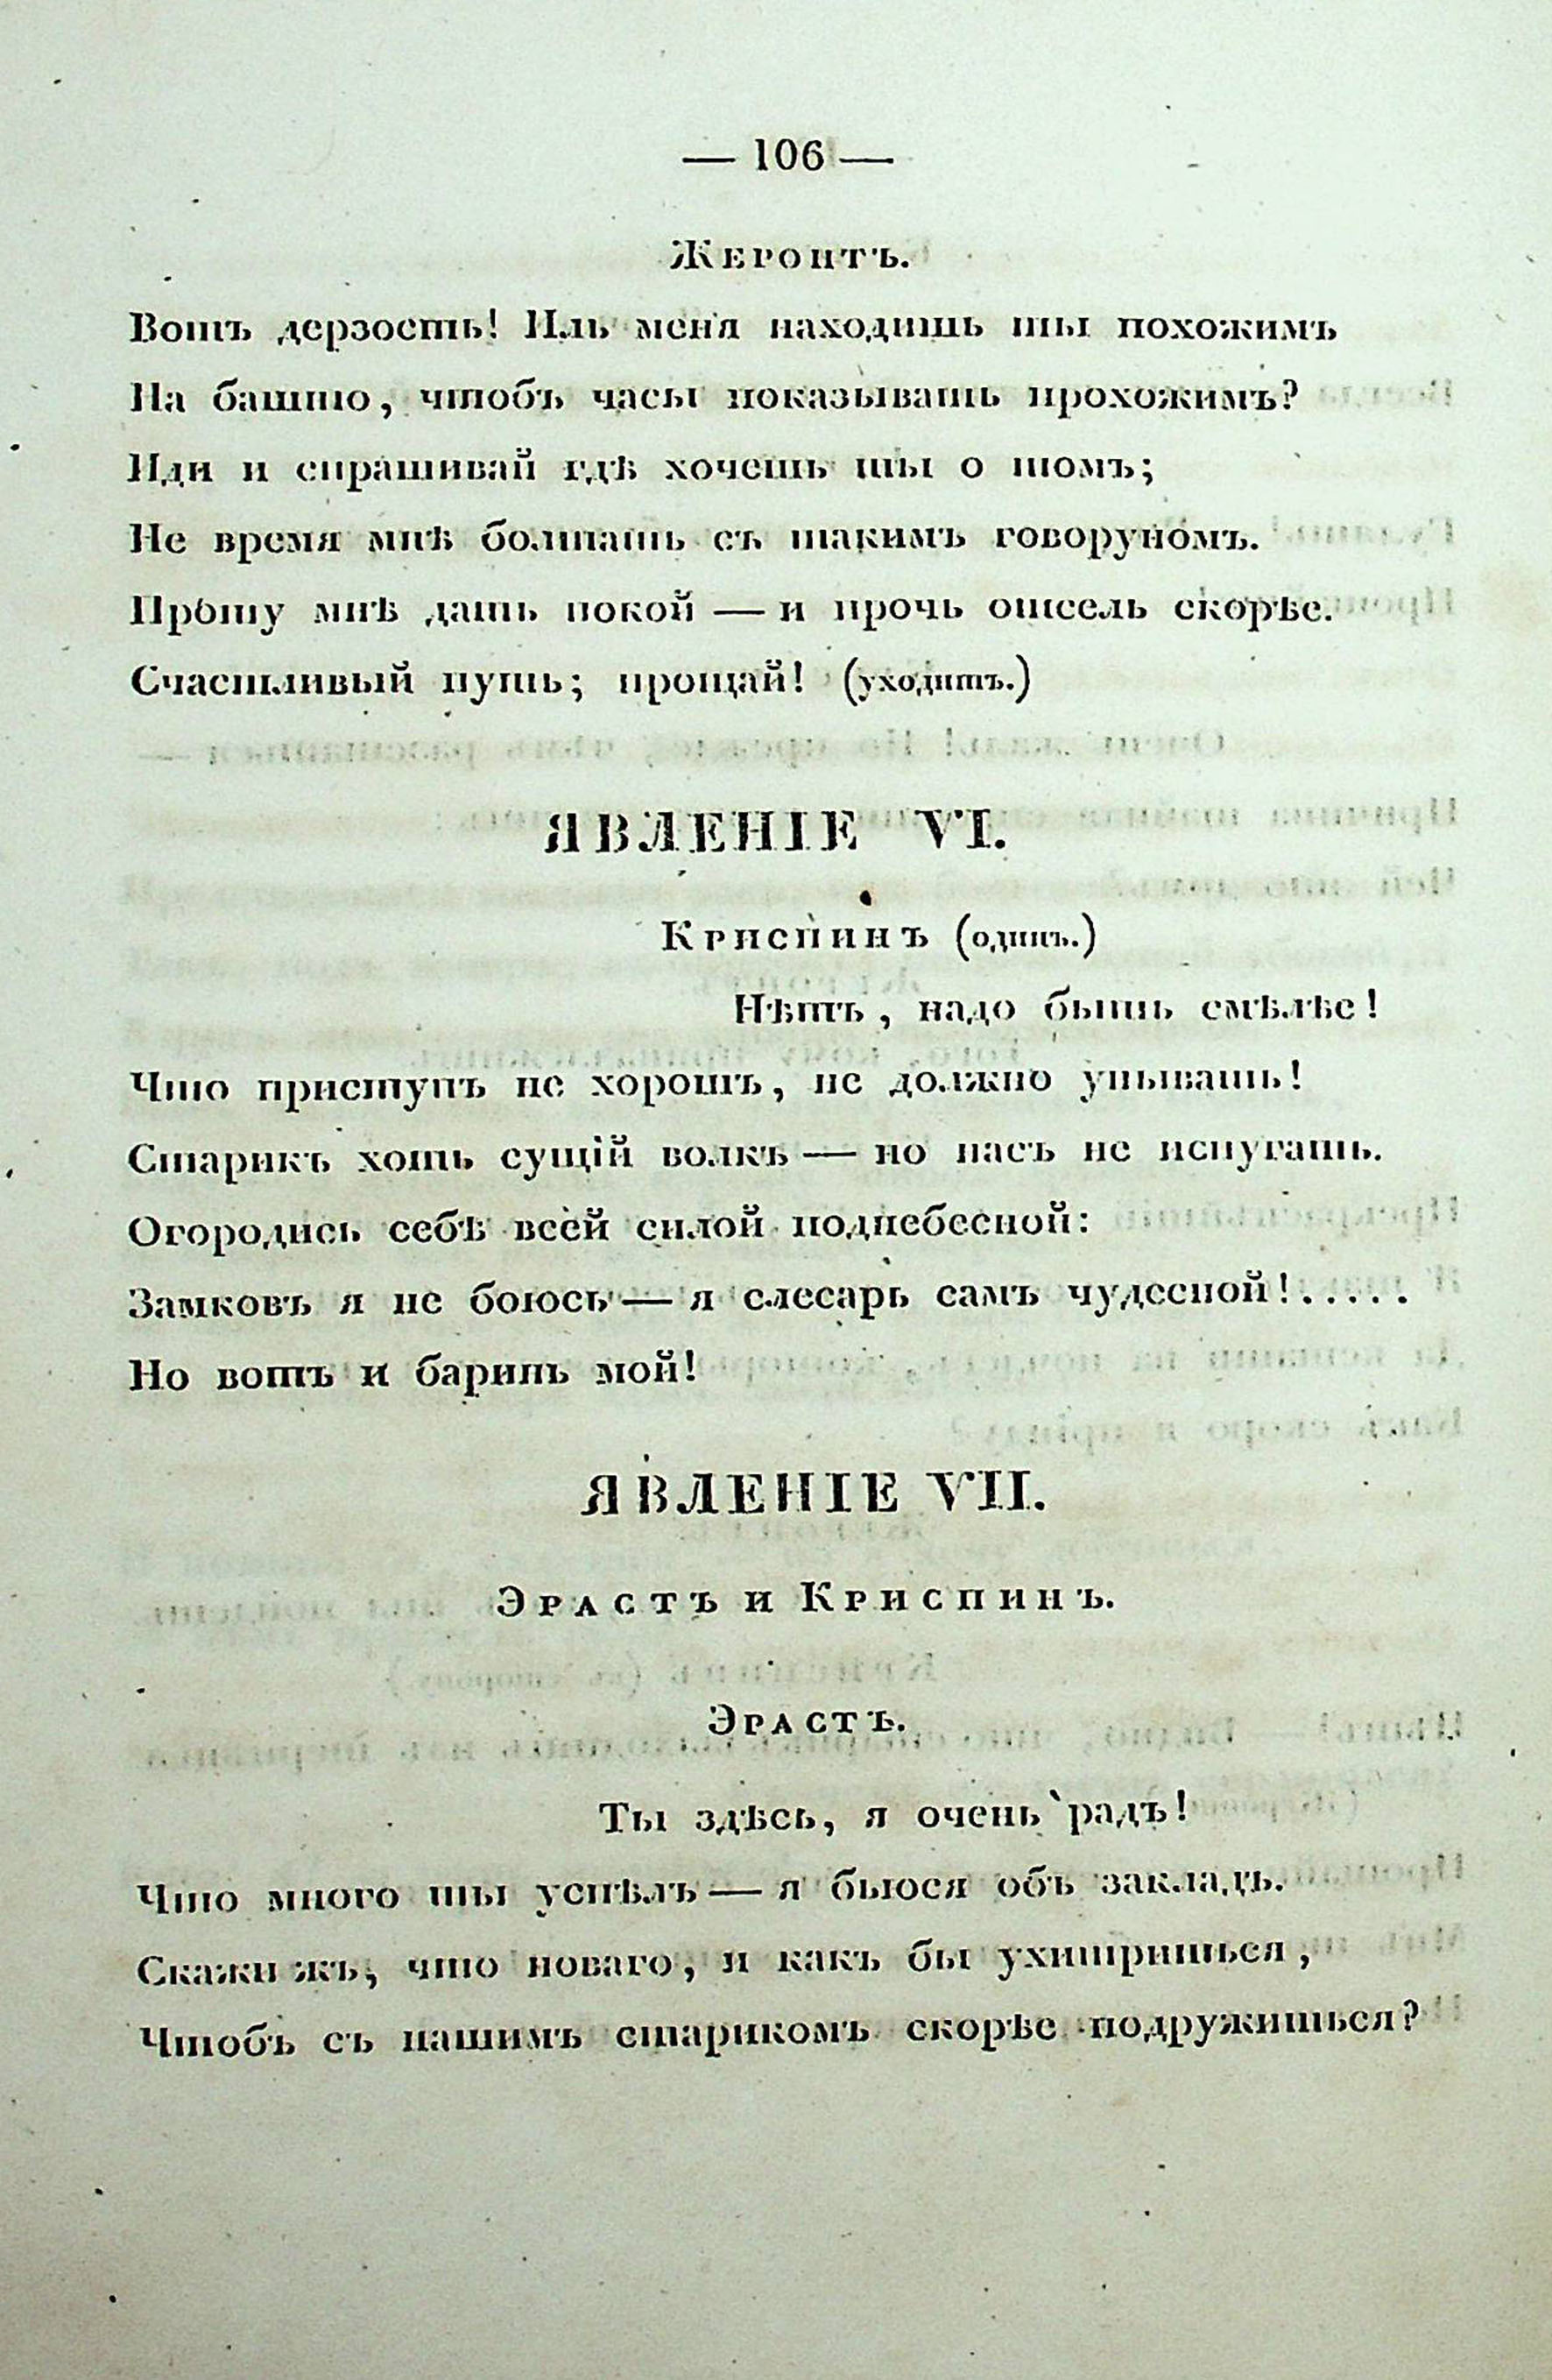 — 106 —
Жеронтъ.
Вотъ дерзость! Иль меня находишь ты похожимъ
На башню, чтобъ часы показывать прохожимъ?
Иди и спрашивай гдѣ хочешь ты о томъ;
Не время мнѣ болтать съ такимъ говоруномъ.
Прошу мнѣ дать покой — и прочь отсель скорѣе.
Счастливый путь; прощай! (уходитъ.)
ЯВЛЕНІЕ VI.
Криспинъ (одинъ.)
Нѣтъ, надо быть смѣлѣе!
Что приступъ не хорошъ, не должно унывать!
Старикъ хоть сущій волкъ — но насъ не испугать.
Огородись себѣ всей силой поднебесной:
Замковъ я не боюсь — я слесарь самъ чудесной!.....
Но вотъ и баринъ мой!
ЯВЛЕНІЕ VII.
Эрастъ и Криспинъ.
Эрастъ.
Ты здѣсь, я очень радъ!
Что много ты успѣлъ — я бьюся объ закладъ.
Скажи жъ, что новаго, и какъ бы ухитриться,
Чтобъ съ нашимъ старикомъ скорѣе подружиться?